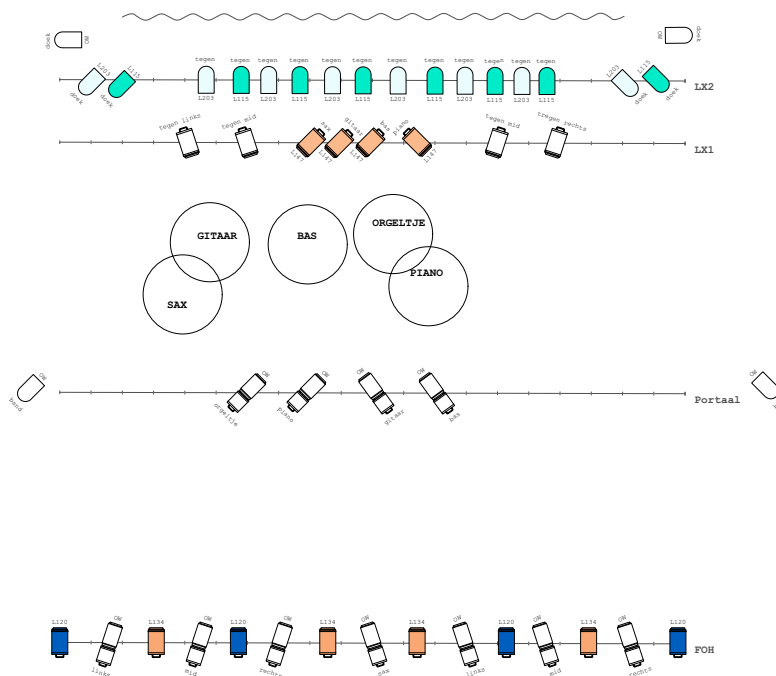 doek
OW
OW
doek
tegen
tegen
tegen
tegen
tegen
tegen
tegen
tegen
tegen
tegen
tegen
tegen
L203
doek
L115
doek
L203
L115
L203
L115
L203
L115
L203
L115
L203
L115
L203
L115
L203
doek
L115
doek
LX2
tegen links
tegen mid
sax
L147
gitaar
L147
bas
L147
piano
L147
tegen mid
tregen rechts
LX1
GITAAR
BAS
ORGELTJE
PIANO
SAX
OW
band
OW
orgeltje
OW
piano
OW
gitaar
OW
bas
OW
Portaal
L120
OW
L134
OW
L120
OW
L134
OW
L134
OW
L120
OW
L134
OW
L120
links
mid
rechts
sax
links
mid
rechts
FOH